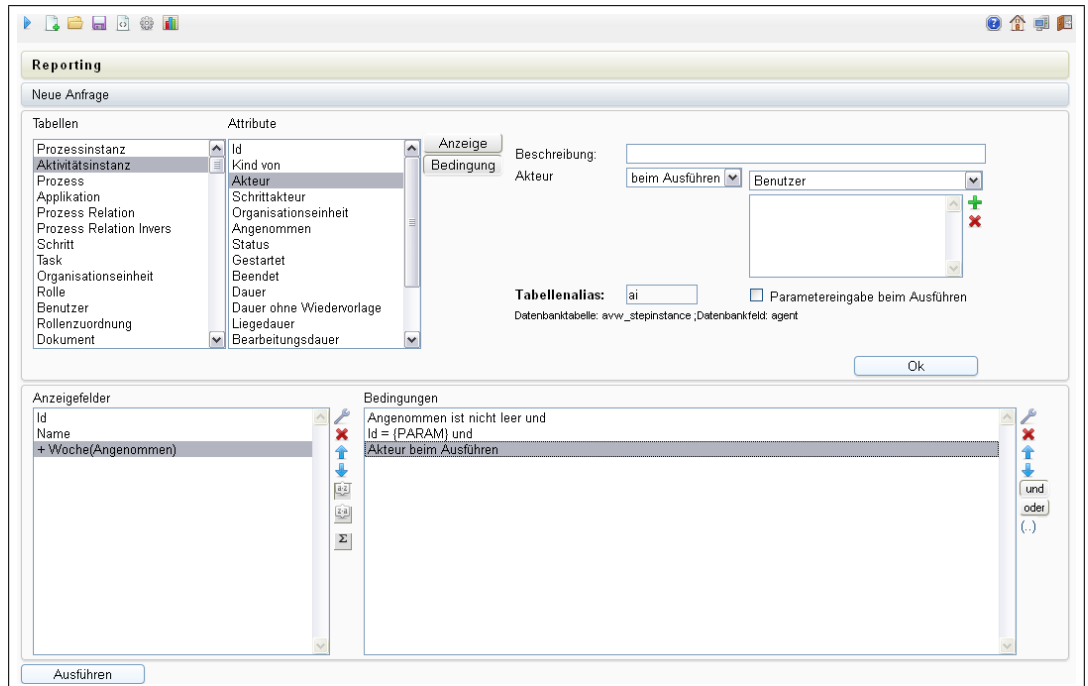 Reporting
Neue Anfrage
Tabellen
Attribute
Prozessinstanz
Aktivitätsinstanz
Prozess
Applikation
Prozess Relation
Prozess Relation Invers
Schritt
Task
Organisationseinheit
Rolle
Benutzer
Rollenzuordnung
Dokument
Id
Kind von
Akteur
Schrittakteur
Organisationseinheit
Angenommen
Status
Gestartet
Beendet
Dauer
Dauer ohne Wiedervorlage
Liegedauer
Bearbeitungsdauer
Anzeige
Bedingung
Beschreibung:
Akteur
beim Ausführen
Benutzer
Tabellenalias:
ai
Parametereingabe beim Ausführen
Datenbanktabelle: avw_stepinstance ;Datenbankfeld: agent
Ok
Anzeigefelder
Id
Name
+ Woche(Angenommen)
a-z
z-a
Σ
Bedingungen
Angenommen ist nicht leer und
Id = {PARAM} und
Akteur beim Ausführen
und
oder
(..)
Ausführen